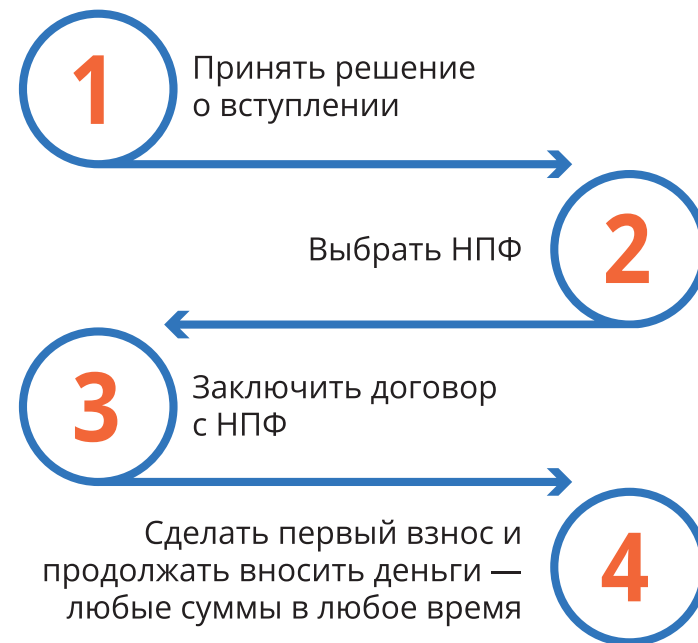 1
Принять решение
о вступлении
2
Выбрать НПФ
3
Заключить договор
с НПФ
4
Сделать первый взнос и
продолжать вносить деньги —
любые суммы в любое время